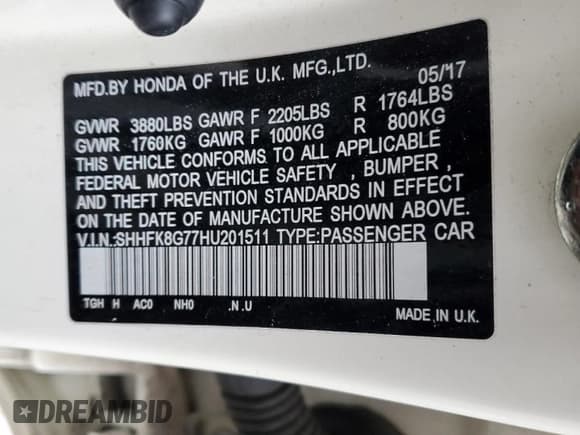 MFD.BY HONDA OF THE U.K. MFG.,LTD. 05/17
GVWR 3880LBS GAWR F 2205LBS R 1764LBS
GVWR 1760KG GAWR F 1000KG R 800KG
THIS VEHICLE CONFORMS TO ALL APPLICABLE
FEDERAL MOTOR VEHICLE SAFETY , BUMPER ,
AND THEFT PREVENTION STANDARDS IN EFFECT
ON THE DATE OF MANUFACTURE SHOWN ABOVE.
V.I.N.:SHHFK8G77HU201511 TYPE:PASSENGER CAR
TGH H AC0 NH0 .N .U
MADE IN U.K.
DREAMBID